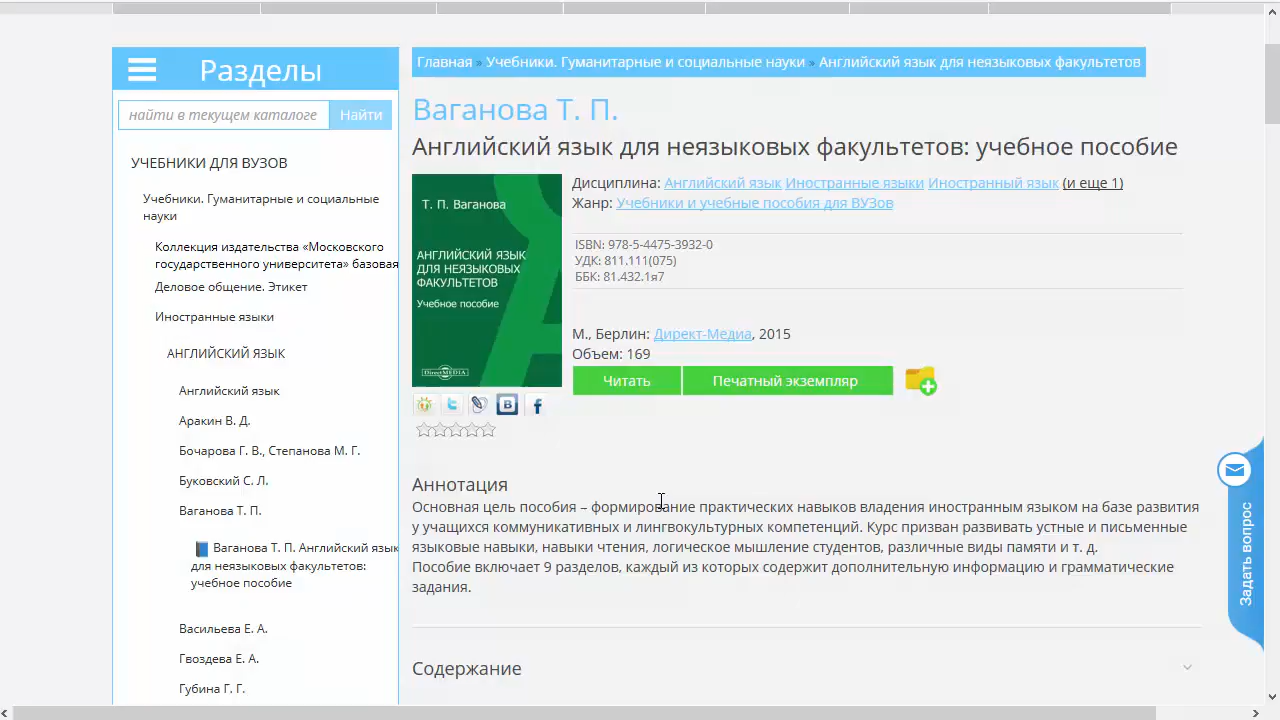 Разделы
найти в текущем каталоге
Найти
УЧЕБНИКИ ДЛЯ ВУЗОВ
Учебники. Гуманитарные и социальные
науки
Коллекция издательства «Московского
государственного университета» базовая
Деловое общение. Этикет
Иностранные языки
АНГЛИЙСКИЙ ЯЗЫК
Английский язык
Аракин В. Д.
Бочарова Г. В., Степанова М. Г.
Буковский С. Л.
Ваганова Т. П.
Ваганова Т. П. Английский язык
для неязыковых факультетов:
учебное пособие
Васильева Е. А.
Гвоздева Е. А.
Губина Г. Г.
Главная » Учебники. Гуманитарные и социальные науки » Английский язык для неязыковых факультетов
Ваганова Т. П.
Английский язык для неязыковых факультетов: учебное пособие
Т. П. Ваганова
АНГЛИЙСКИЙ ЯЗЫК
ДЛЯ НЕЯЗЫКОВЫХ
ФАКУЛЬТЕТОВ
Учебное пособие
DirectMEDIA
Дисциплина: Английский язык Иностранные языки Иностранный язык (и еще 1)
Жанр: Учебники и учебные пособия для ВУЗов
ISBN: 978-5-4475-3932-0
УДК: 811.111(075)
ББК: 81.432.1я7
М., Берлин: Директ-Медиа, 2015
Объем: 169
Читать
Печатный экземпляр
Аннотация
Основная цель пособия – формирование практических навыков владения иностранным языком на базе развития
у учащихся коммуникативных и лингвокультурных компетенций. Курс призван развивать устные и письменные
языковые навыки, навыки чтения, логическое мышление студентов, различные виды памяти и т. д.
Пособие включает 9 разделов, каждый из которых содержит дополнительную информацию и грамматические
задания.
Содержание
Задать вопрос